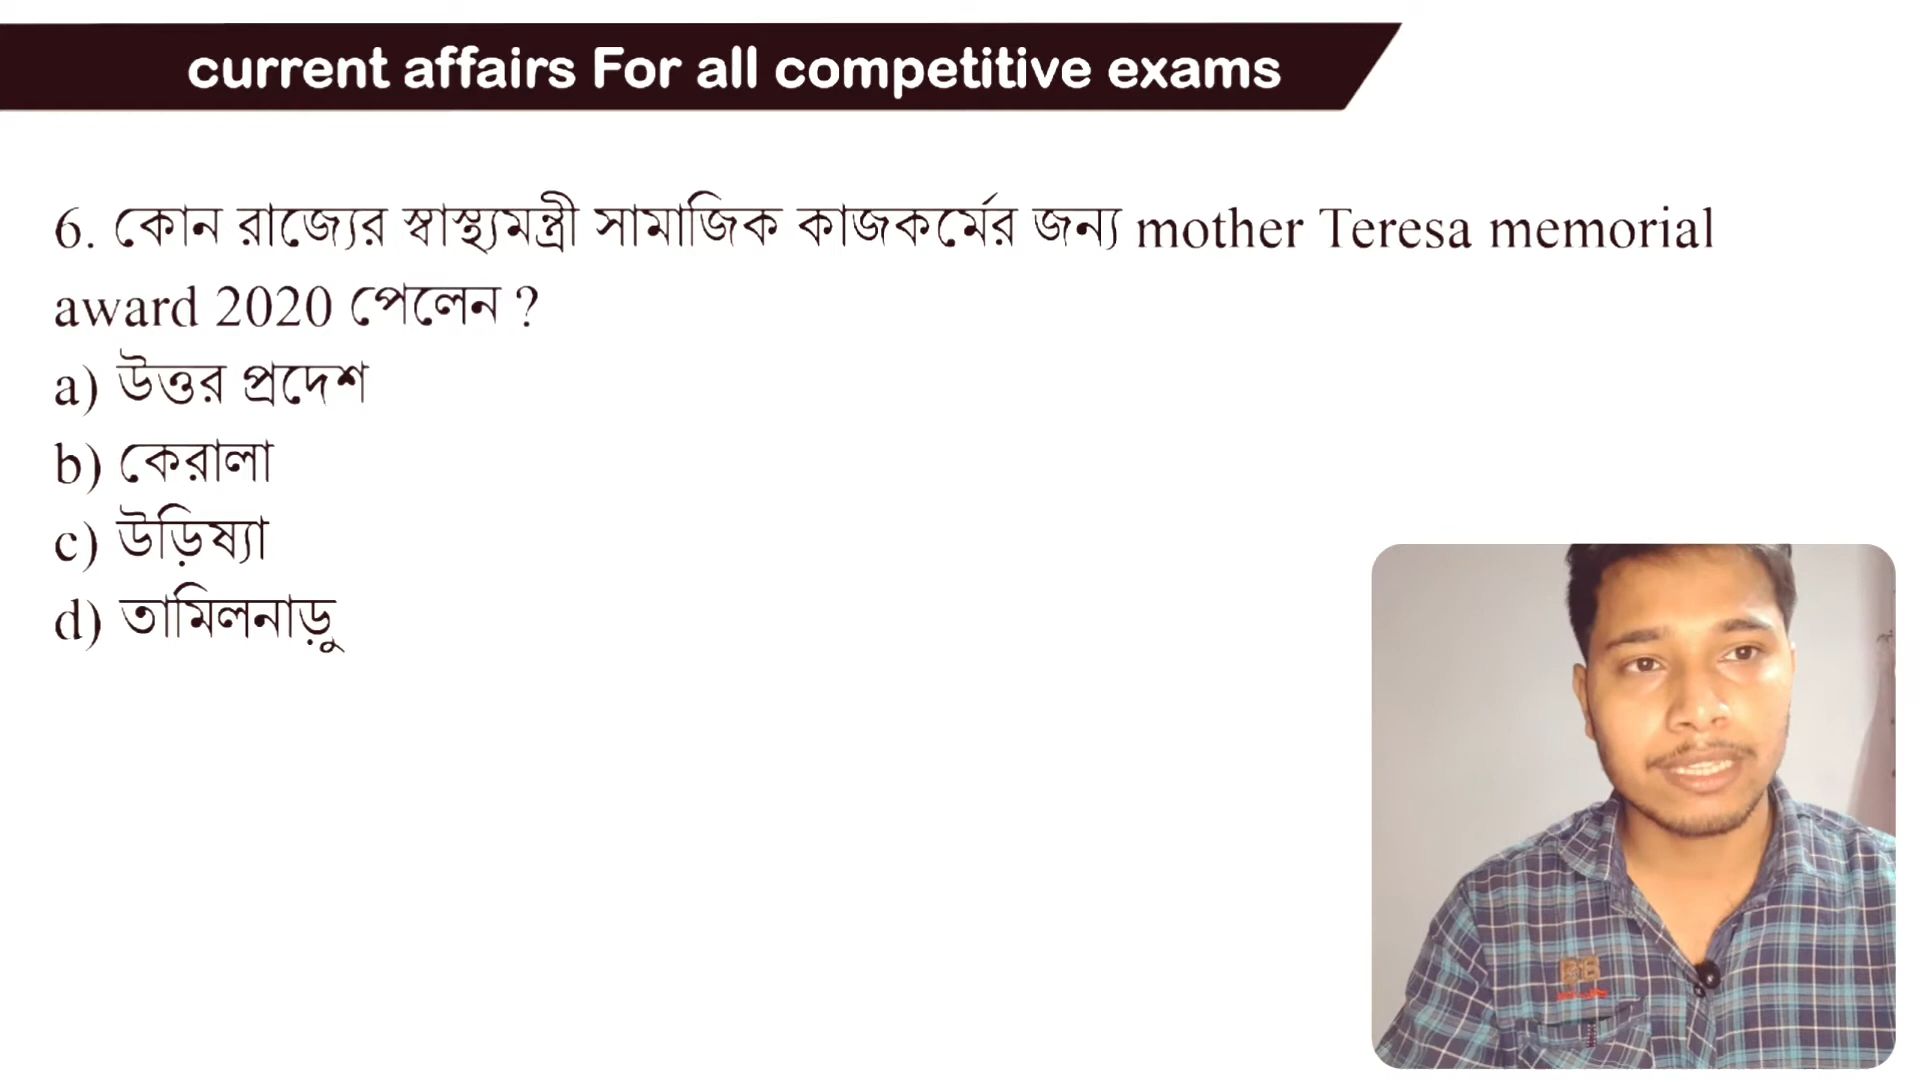 current affairs For all competitive exams
6. কোন রাজ্যের স্বাস্থ্যমন্ত্রী সামাজিক কাজকর্মের জন্য mother Teresa memorial
award 2020 পেলেন ?
a) উত্তর প্রদেশ
b) কেরালা
c) উড়িষ্যা
d) তামিলনাড়ু